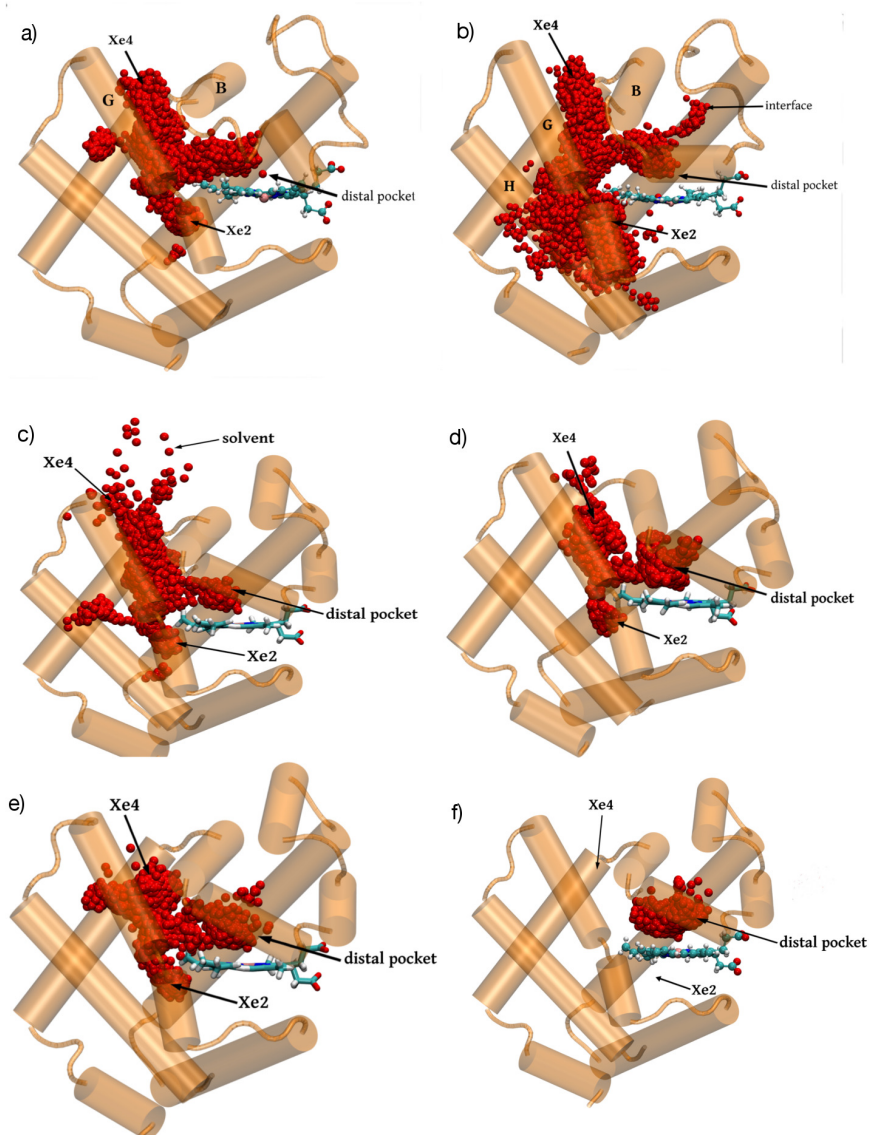 a)
Xe4
G
B
distal pocket
Xe2
b)
Xe4
B
interface
G
H
distal pocket
Xe2
c)
solvent
Xe4
distal pocket
Xe2
d)
Xe4
distal pocket
Xe2
e)
Xe4
distal pocket
Xe2
f)
Xe4
distal pocket
Xe2